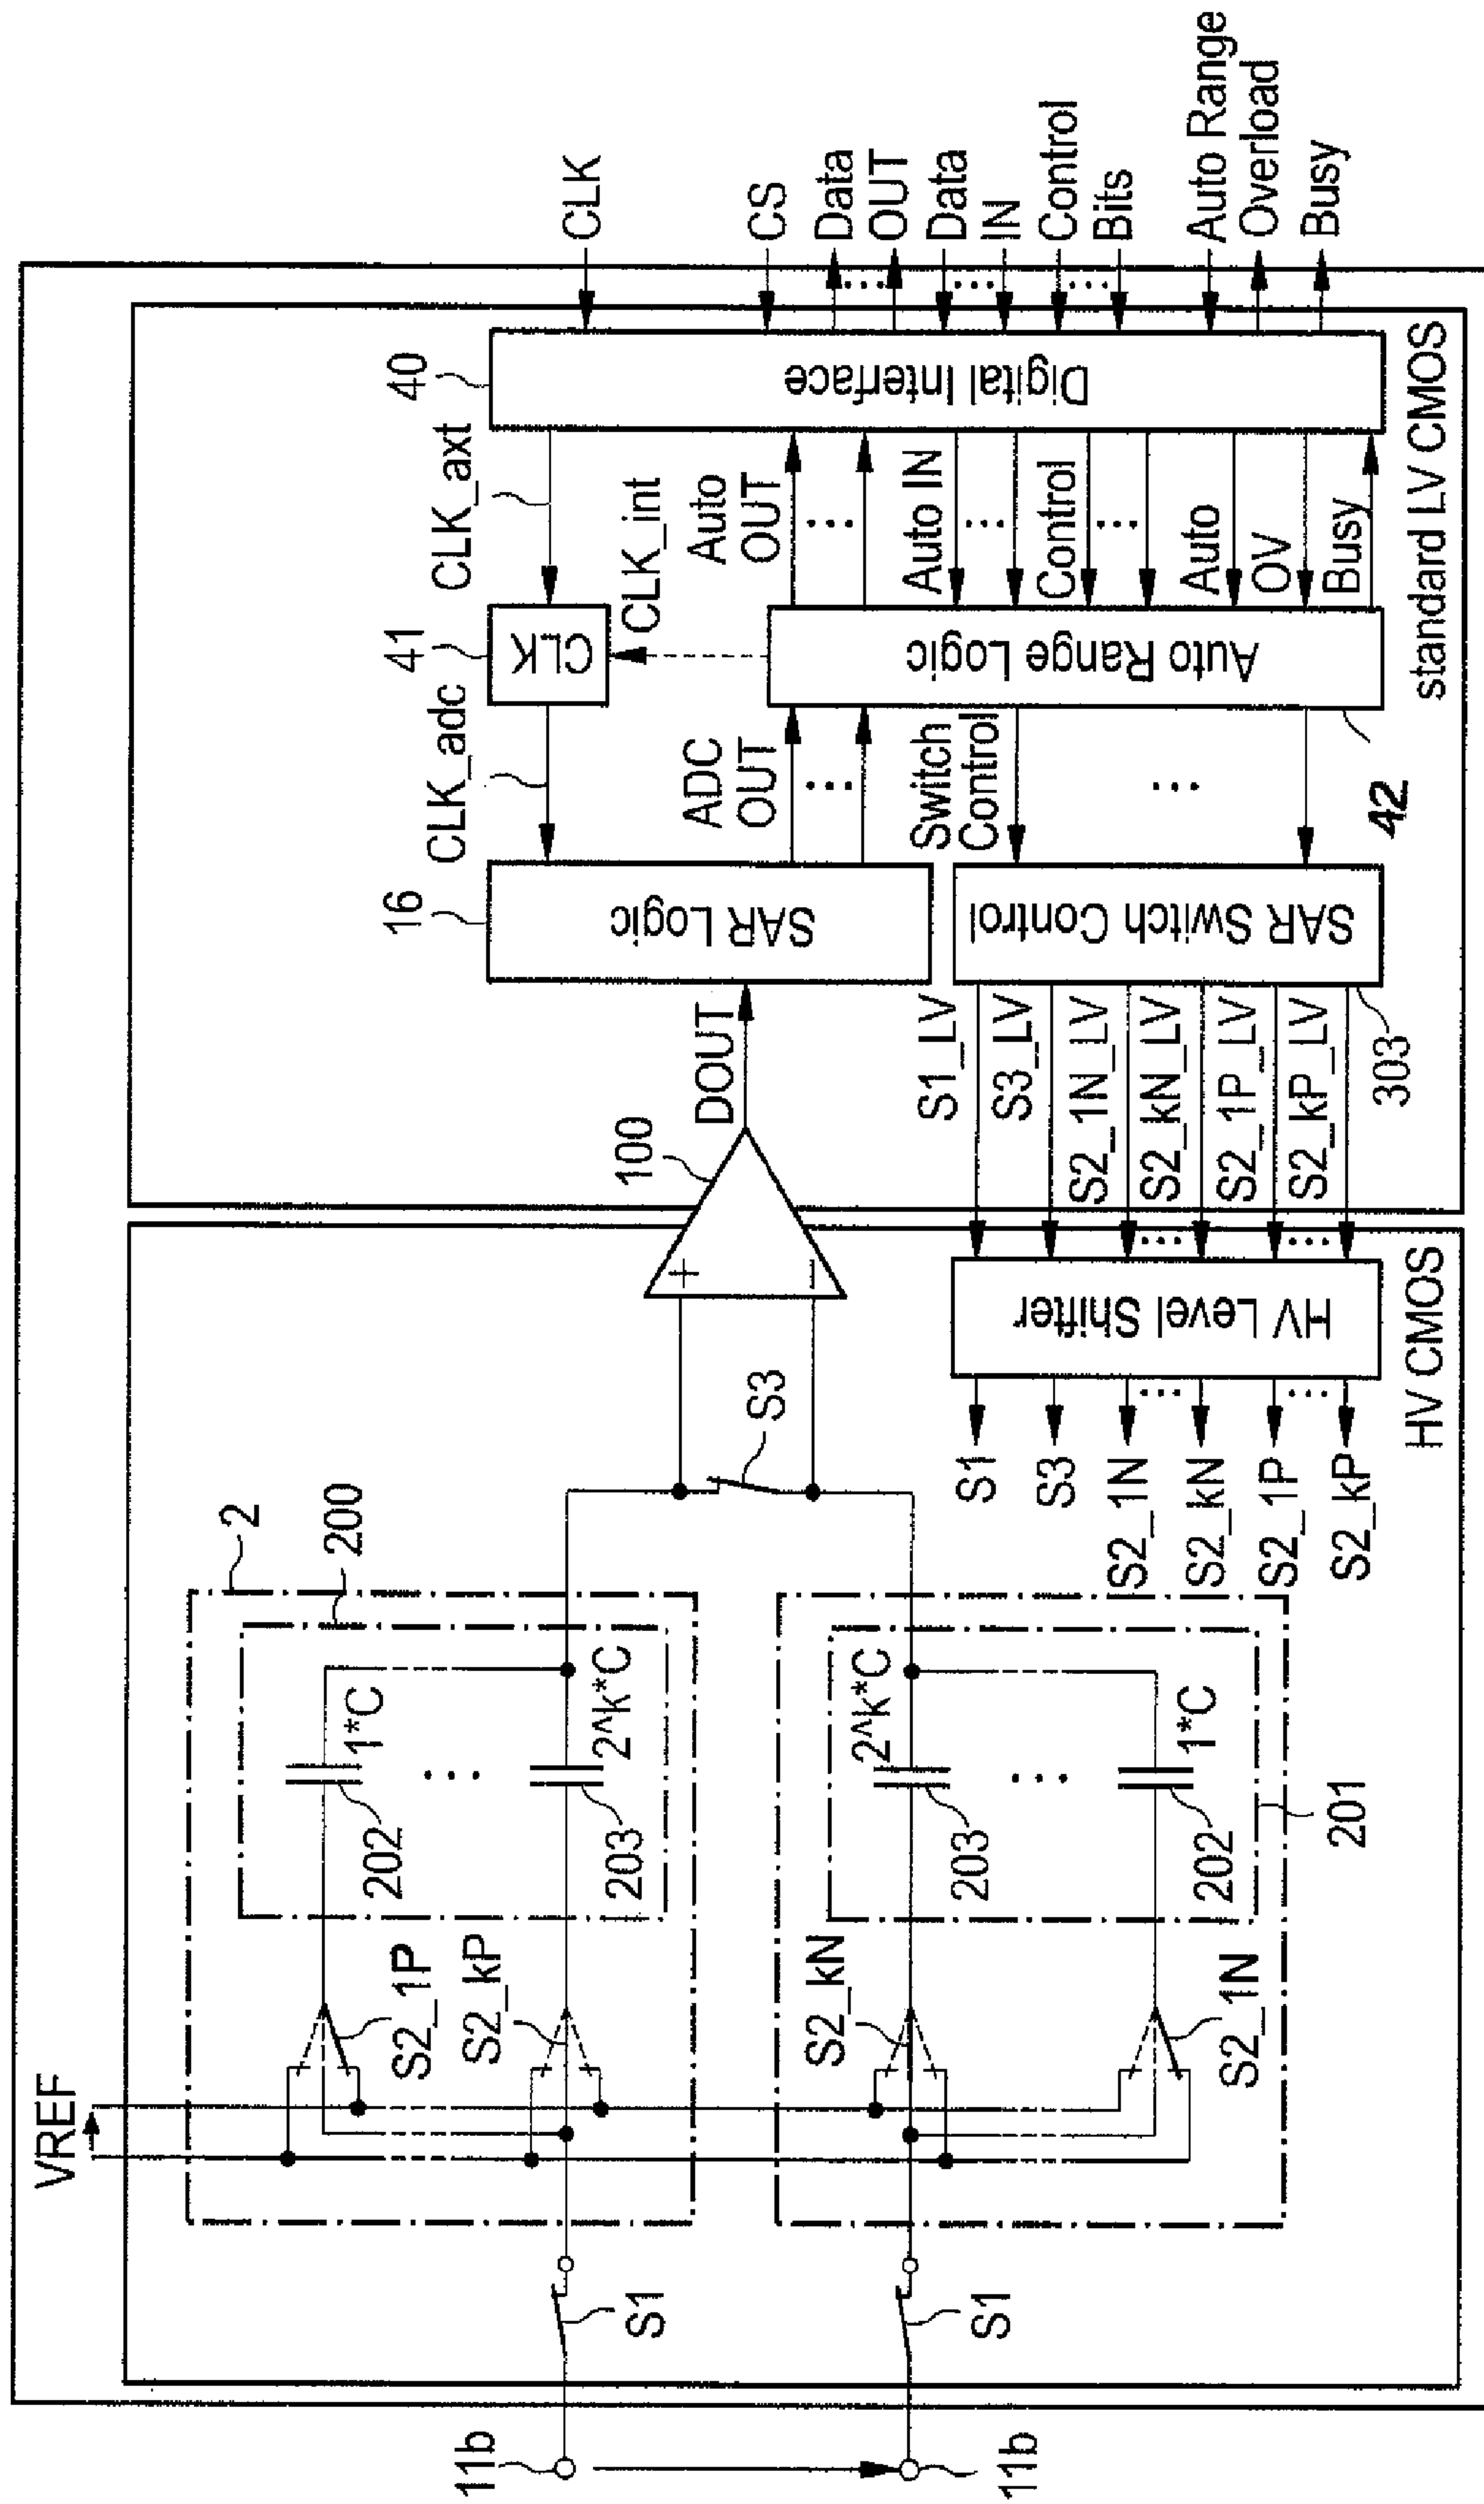 VREF
11b
11b
S1
S1
S2_1P
S2_kP
S2_kN
S2_1N
2
200
202
1*C
...
203
2^k*C
203
2^k*C
...
202
1*C
201
S3
+
−
100
DOUT
HV Level Shifter
S1
S3
S2_1N
...
S2_kN
S2_1P
...
S2_kP
HV CMOS
S1_LV
S3_LV
S2_1N_LV
...
S2_kN_LV
S2_1P_LV
...
S2_kP_LV
303
16
SAR Logic
SAR Switch Control
CLK_adc
41
CLK
CLK_axt
CLK_int
ADC
OUT
...
Switch
Control
...
42
Auto Range Logic
Auto
OUT
...
Auto IN
...
Control
...
Auto
OV
Busy
40
Digital Interface
standard LV CMOS
CLK
CS
Data
...
OUT
Data
...
IN
Control
...
Bits
Auto Range
Overload
Busy